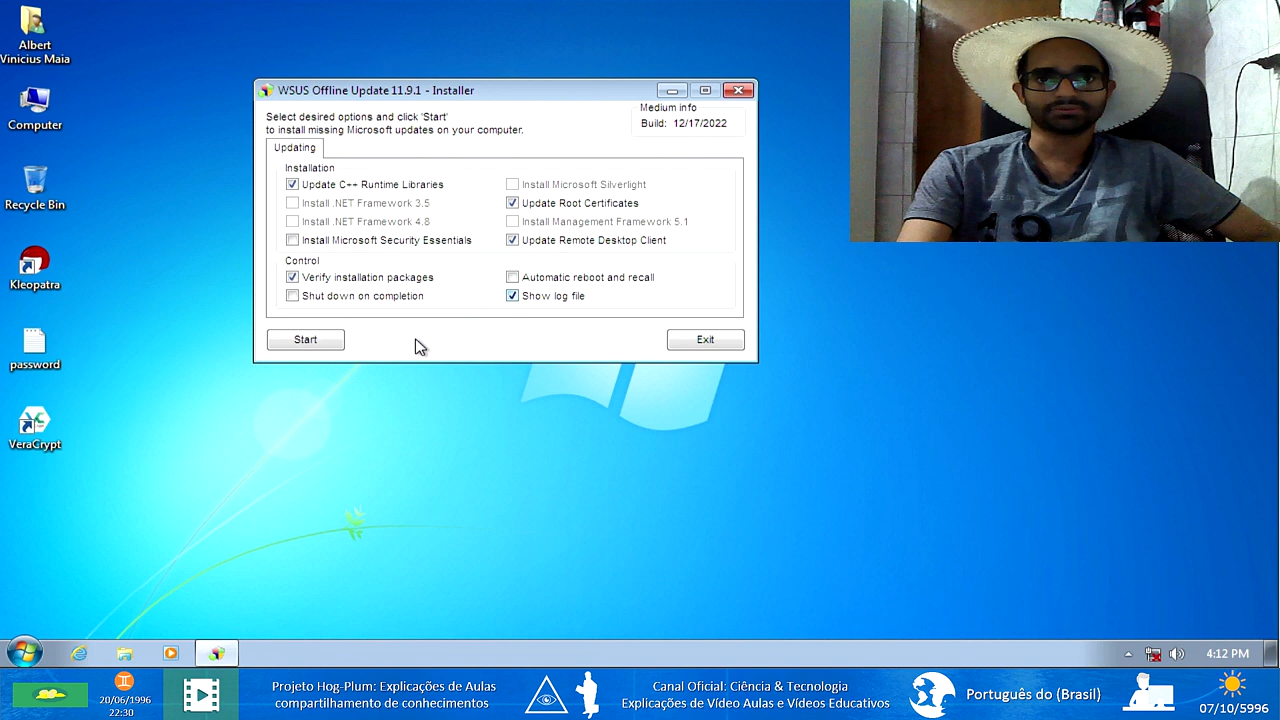 Albert
Vinicius Maia
Computer
Recycle Bin
Kleopatra
password
VeraCrypt
WSUS Offline Update 11.9.1 - Installer
Select desired options and click 'Start'
to install missing Microsoft updates on your computer.
Medium info
Build: 12/17/2022
Updating
Installation
Update C++ Runtime Libraries
Install Microsoft Silverlight
Install .NET Framework 3.5
Update Root Certificates
Install .NET Framework 4.8
Install Management Framework 5.1
Install Microsoft Security Essentials
Update Remote Desktop Client
Control
Verify installation packages
Automatic reboot and recall
Shut down on completion
Show log file
Start
Exit
19
77
4:12 PM
20/06/1996
22:30
Projeto Hog-Plum: Explicações de Aulas
compartilhamento de conhecimentos
Canal Oficial: Ciência & Tecnologia
Explicações de Vídeo Aulas e Vídeos Educativos
Português do (Brasil)
07/10/5996